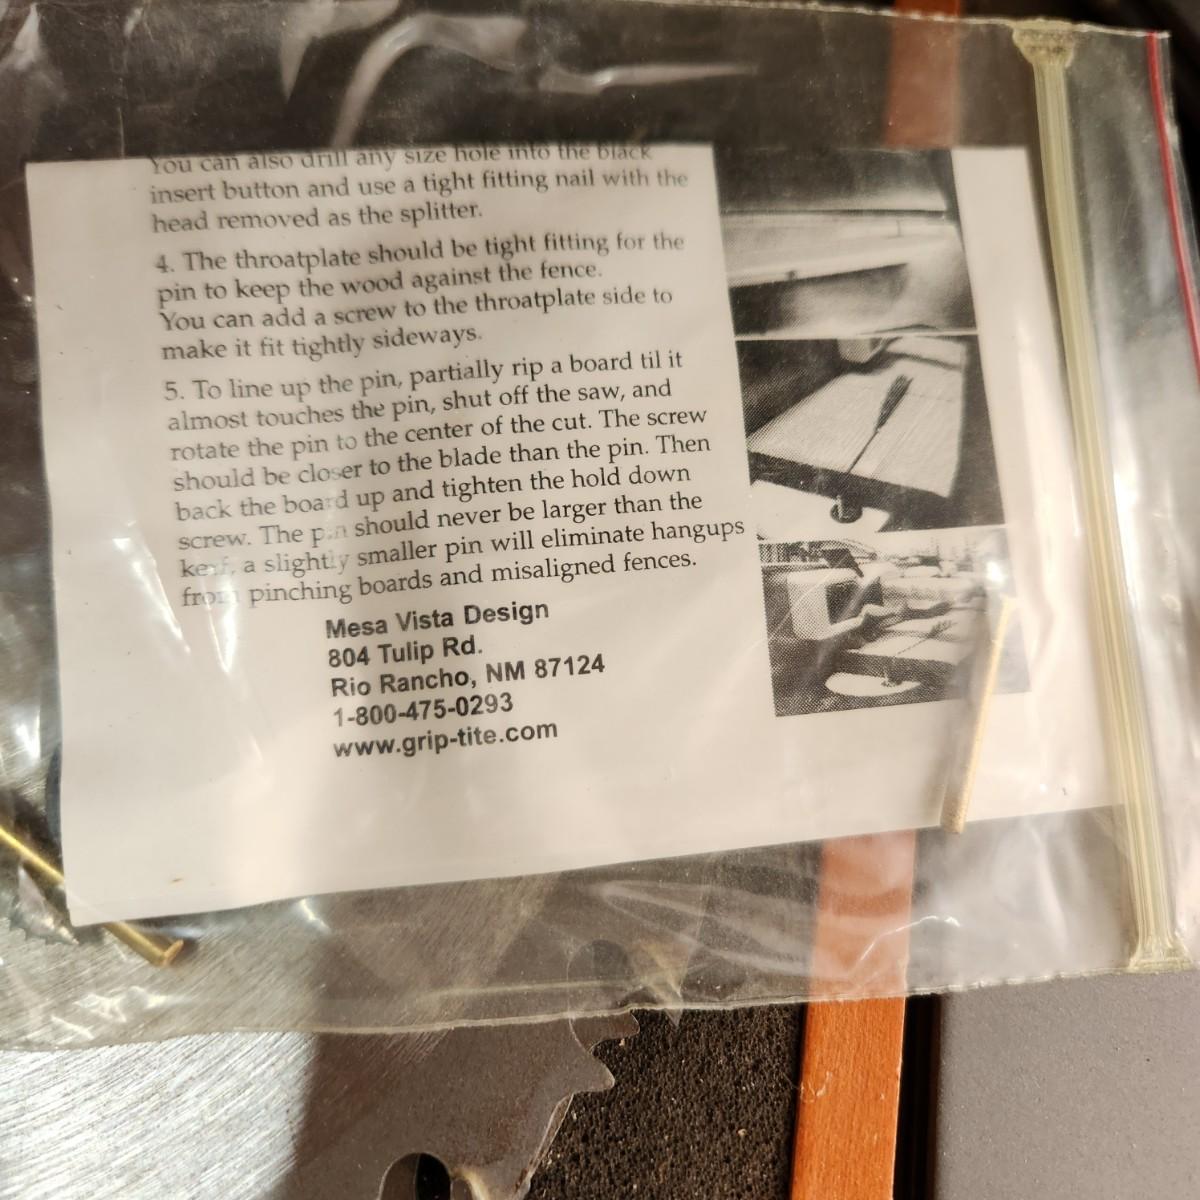 You can also drill any size hole into the black
insert button and use a tight fitting nail with the
head removed as the splitter.
4. The throatplate should be tight fitting for the
pin to keep the wood against the fence.
You can add a screw to the throatplate side to
make it fit tightly sideways.
5. To line up the pin, partially rip a board til it
almost touches the pin, shut off the saw, and
rotate the pin to the center of the cut. The screw
should be closer to the blade than the pin. Then
back the board up and tighten the hold down
screw. The pin should never be larger than the
kerf, a slightly smaller pin will eliminate hangups
from pinching boards and misaligned fences.
Mesa Vista Design
804 Tulip Rd.
Rio Rancho, NM 87124
1-800-475-0293
www.grip-tite.com